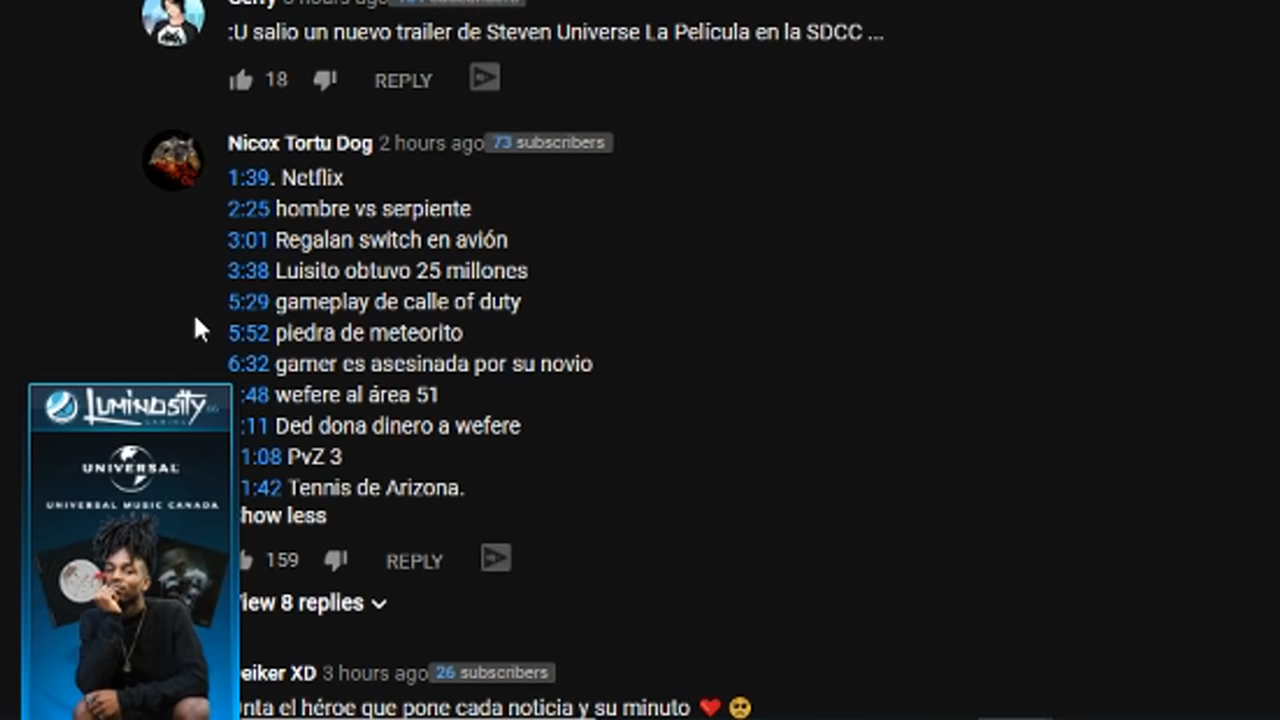 :U salio un nuevo trailer de Steven Universe La Pelicula en la SDCC ...
18 REPLY
Nicox Tortu Dog 2 hours ago 73 subscribers
1:39. Netflix
2:25 hombre vs serpiente
3:01 Regalan switch en avión
3:38 Luisito obtuvo 25 millones
5:29 gameplay de calle of duty
5:52 piedra de meteorito
6:32 gamer es asesinada por su novio
:48 wefere al área 51
:11 Ded dona dinero a wefere
1:08 PvZ 3
1:42 Tennis de Arizona.
how less
159 REPLY
iew 8 replies
eiker XD 3 hours ago 26 subscribers
nta el héroe que pone cada noticia y su minuto ❤️ 🥺
LUMINOSITY
GAMING
UNIVERSAL
UNIVERSAL MUSIC CANADA